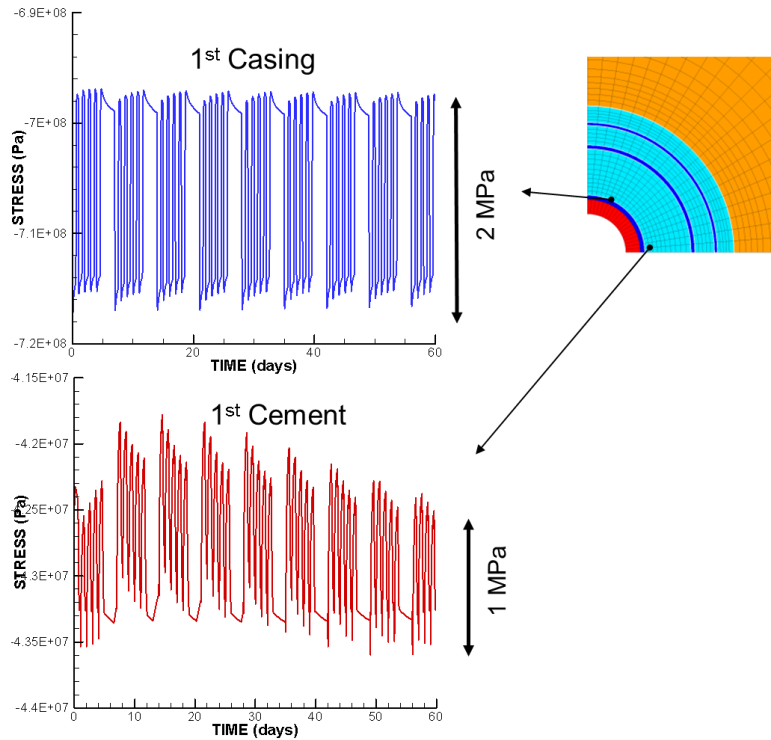 -6.9E+08
1st Casing
-7E+08
STRESS (Pa)
-7.1E+08
-7.2E+08
0 20 40 60
TIME (days)
2 MPa
-4.15E+07
1st Cement
-4.2E+07
-4.25E+07
STRESS (Pa)
-4.3E+07
-4.35E+07
-4.4E+07
0 10 20 30 40 50 60
TIME (days)
1 MPa